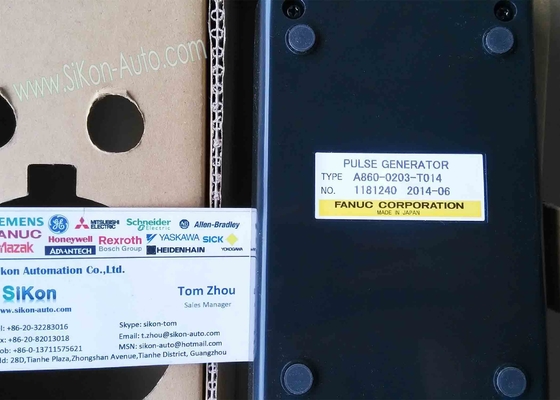 www.SiKon-Auto.com
PULSE GENERATOR
TYPE A860-0203-T014
NO. 1181240 2014-06
FANUC CORPORATION
MADE IN JAPAN
IEMENS GE MITSUBISHI ELECTRIC Schneider Electric Allen-Bradley
ANUC Honeywell Rexroth Bosch Group YASKAWA SICK YOKOGAWA
Mazak ADVANTECH HEIDENHAIN
ikon Automation Co.,Ltd.
SiKon
www.sikon-auto.com
Tom Zhou
Sales Manager
l: +86-20-32283016
x: +86-20-82013018
ob: 0-13711575621
Skype: sikon-tom
Email: t.zhou@sikon-auto.com
MSN: sikon-auto@hotmail.com
ld: 28D,Tianhe Plaza,Zhongshan Avenue,Tianhe District, Guangzhou